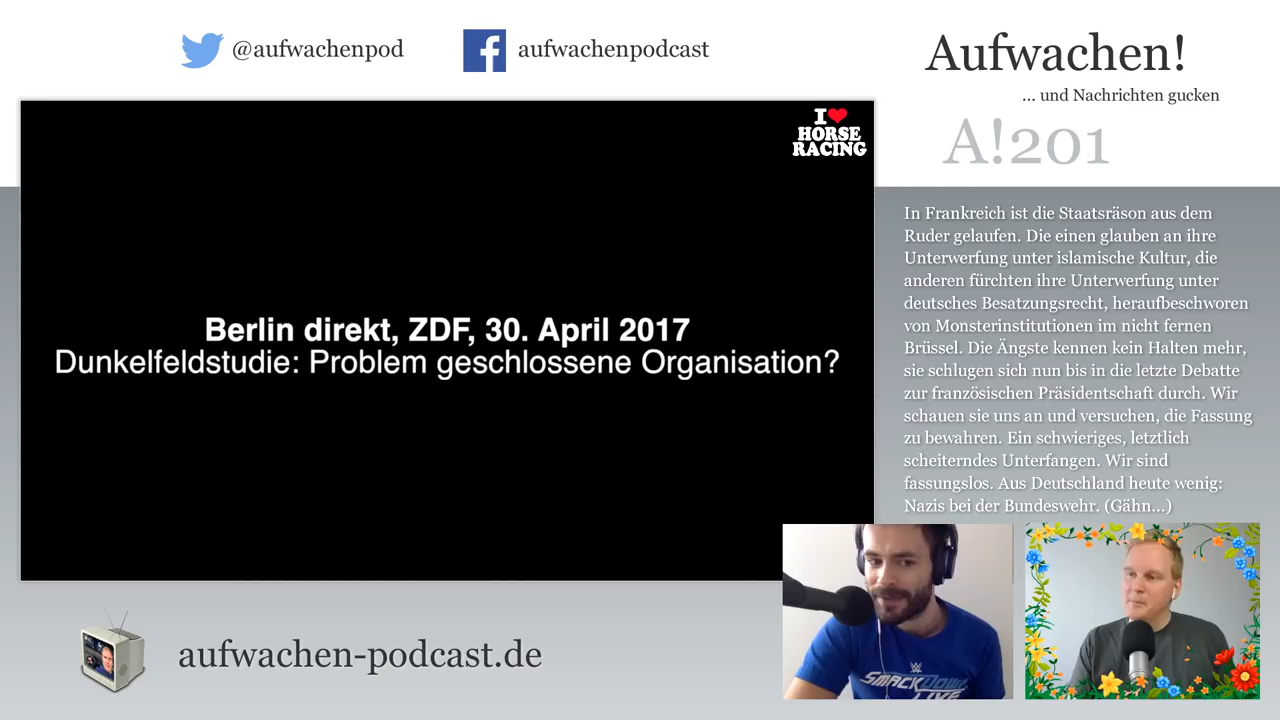 @aufwachenpod
aufwachenpodcast
Aufwachen!
... und Nachrichten gucken
A!201
I
HORSE
RACING
Berlin direkt, ZDF, 30. April 2017
Dunkelfeldstudie: Problem geschlossene Organisation?
In Frankreich ist die Staatsräson aus dem
Ruder gelaufen. Die einen glauben an ihre
Unterwerfung unter islamische Kultur, die
anderen fürchten ihre Unterwerfung unter
deutsches Besatzungsrecht, heraufbeschworen
von Monsterinstitutionen im nicht fernen
Brüssel. Die Ängste kennen kein Halten mehr,
sie schlugen sich nun bis in die letzte Debatte
zur französischen Präsidentschaft durch. Wir
schauen sie uns an und versuchen, die Fassung
zu bewahren. Ein schwieriges, letztlich
scheiterndes Unterfangen. Wir sind
fassungslos. Aus Deutschland heute wenig:
Nazis bei der Bundeswehr. (Gähn...)
SMACKDOWN
LIVE
aufwachen-podcast.de